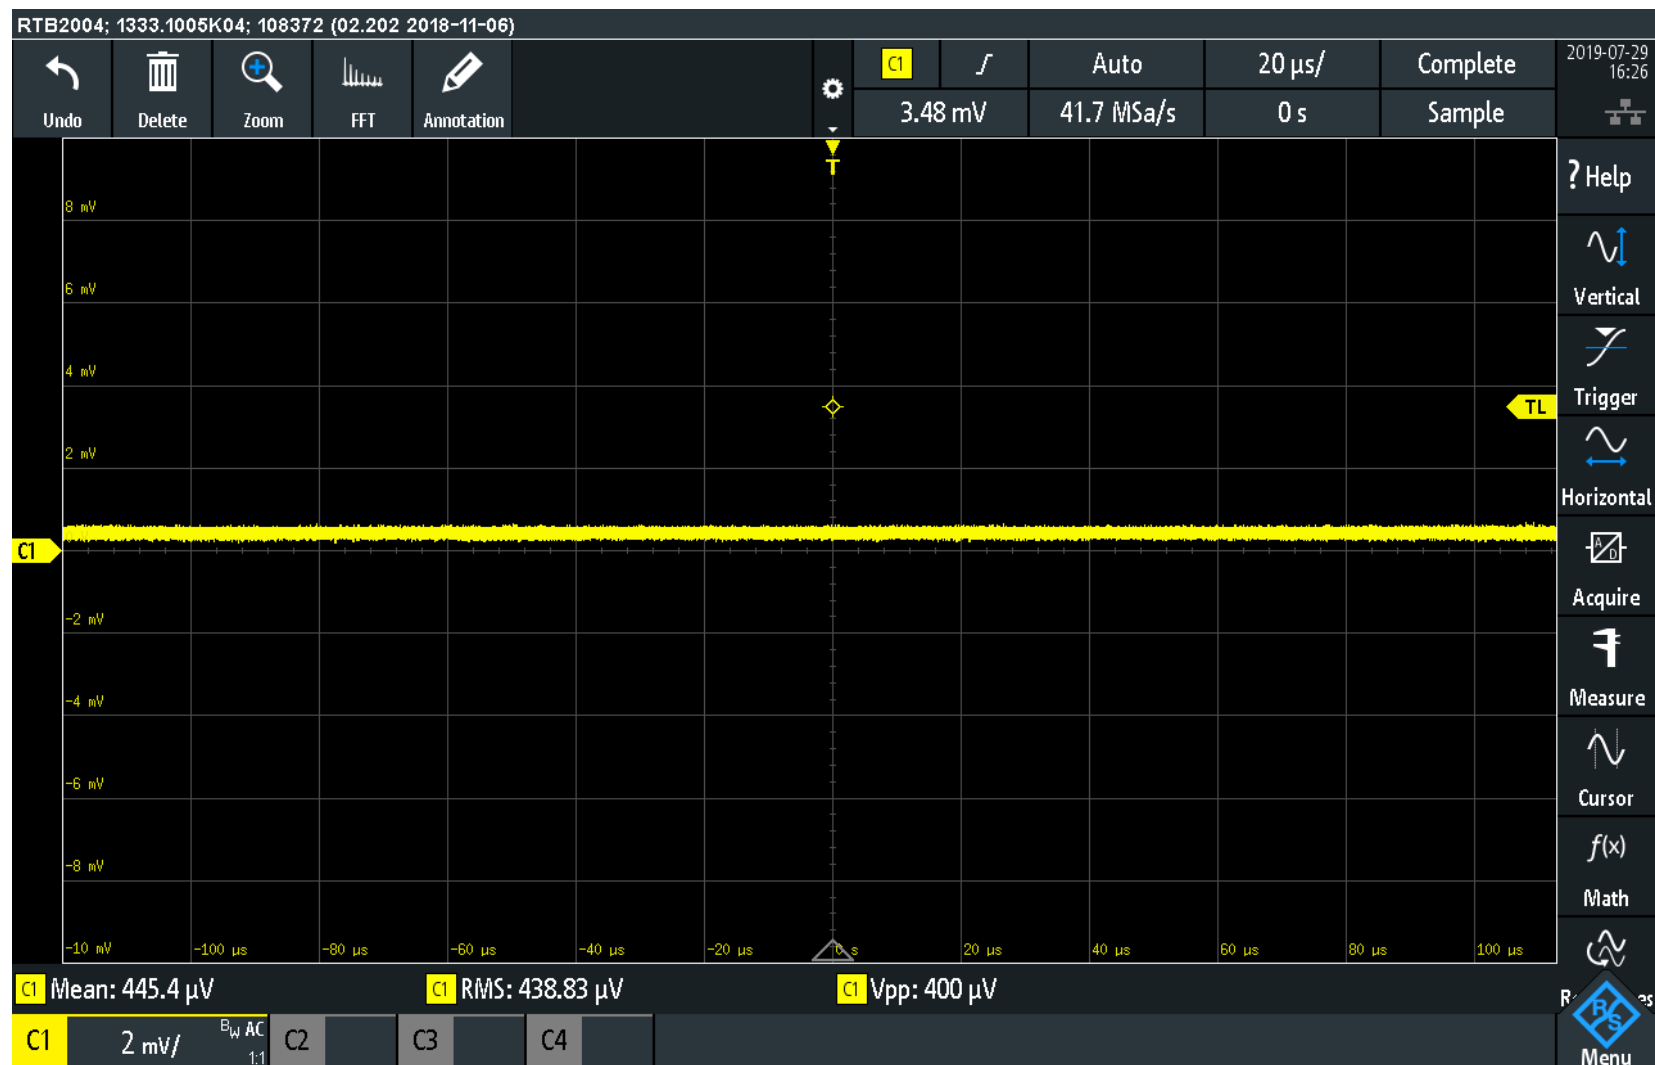 RTB2004; 1333.1005K04; 108372 (02.202 2018-11-06)
Undo Delete Zoom FFT Annotation
C1 Auto 20 µs/ Complete
3.48 mV 41.7 MSa/s 0 s Sample
2019-07-29
16:26
T
? Help
Vertical
Trigger
Horizontal
A D
Acquire
Measure
Cursor
f(x)
Math
R&S
Menu
8 mV
6 mV
4 mV
TL
2 mV
C1
-2 mV
-4 mV
-6 mV
-8 mV
-10 mV -100 µs -80 µs -60 µs -40 µs -20 µs 0 s 20 µs 40 µs 60 µs 80 µs 100 µs
C1 Mean: 445.4 µV C1 RMS: 438.83 µV C1 Vpp: 400 µV
C1 2 mV/ BW AC 1:1 C2 C3 C4